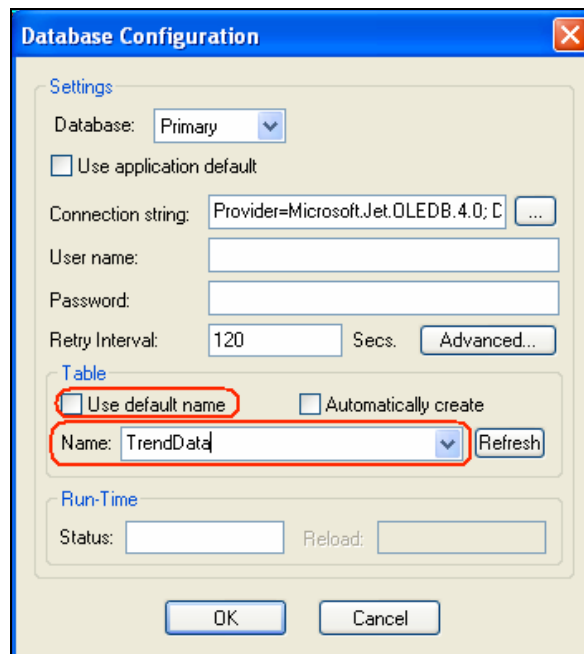 Database Configuration
Settings
Database: Primary
Use application default
Connection string: Provider=Microsoft.Jet.OLEDB.4.0; D ...
User name:
Password:
Retry Interval: 120 Secs. Advanced...
Table
Use default name Automatically create
Name: TrendData Refresh
Run-Time
Status: Reload:
OK Cancel